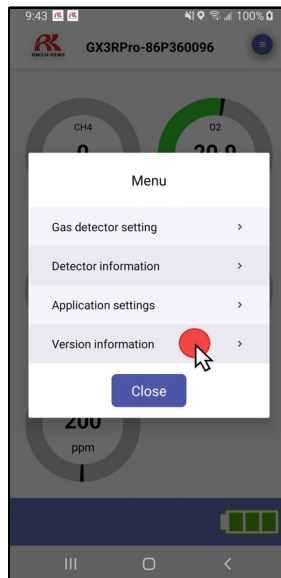 9:43
100%
RIKEN KEIKI
GX3RPro-86P360096
CH4
O2
Menu
Gas detector setting
Detector information
Application settings
Version information
Close
200
ppm